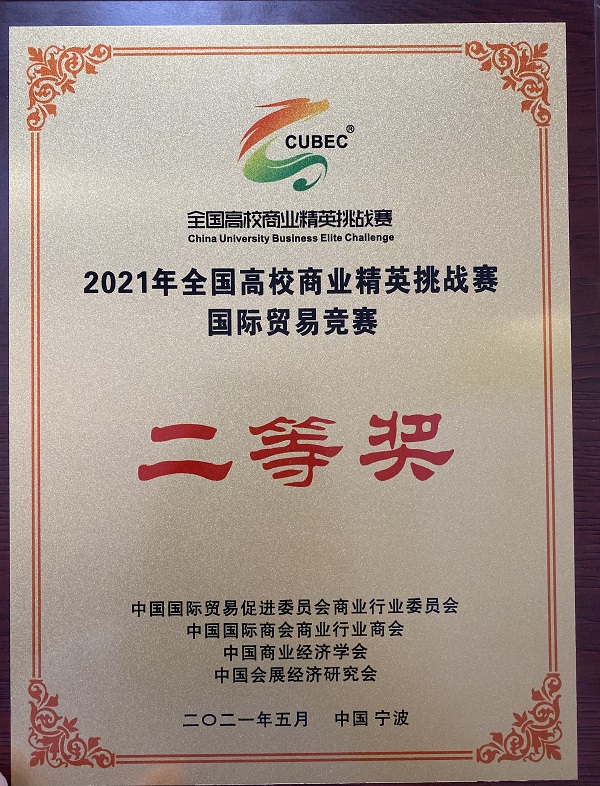 CUBEC®
全国高校商业精英挑战赛
China University Business Elite Challenge
2021年全国高校商业精英挑战赛
国际贸易竞赛
二等奖
中国国际贸易促进委员会商业行业委员会
中国国际商会商业行业商会
中国商业经济学会
中国会展经济研究会
二〇二一年五月 中国 宁波